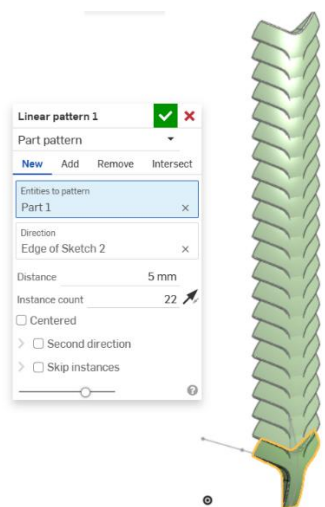 Linear pattern 1
Part pattern
New Add Remove Intersect
Entities to pattern
Part 1
Direction
Edge of Sketch 2
Distance 5 mm
Instance count 22
Centered
Second direction
Skip instances